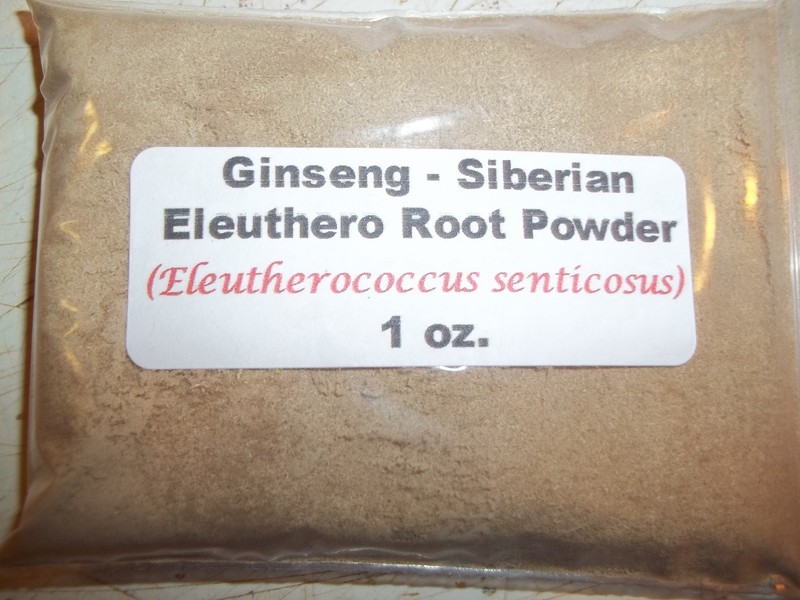 Ginseng - Siberian
Eleuthero Root Powder
(Eleutherococcus senticosus)
1 oz.